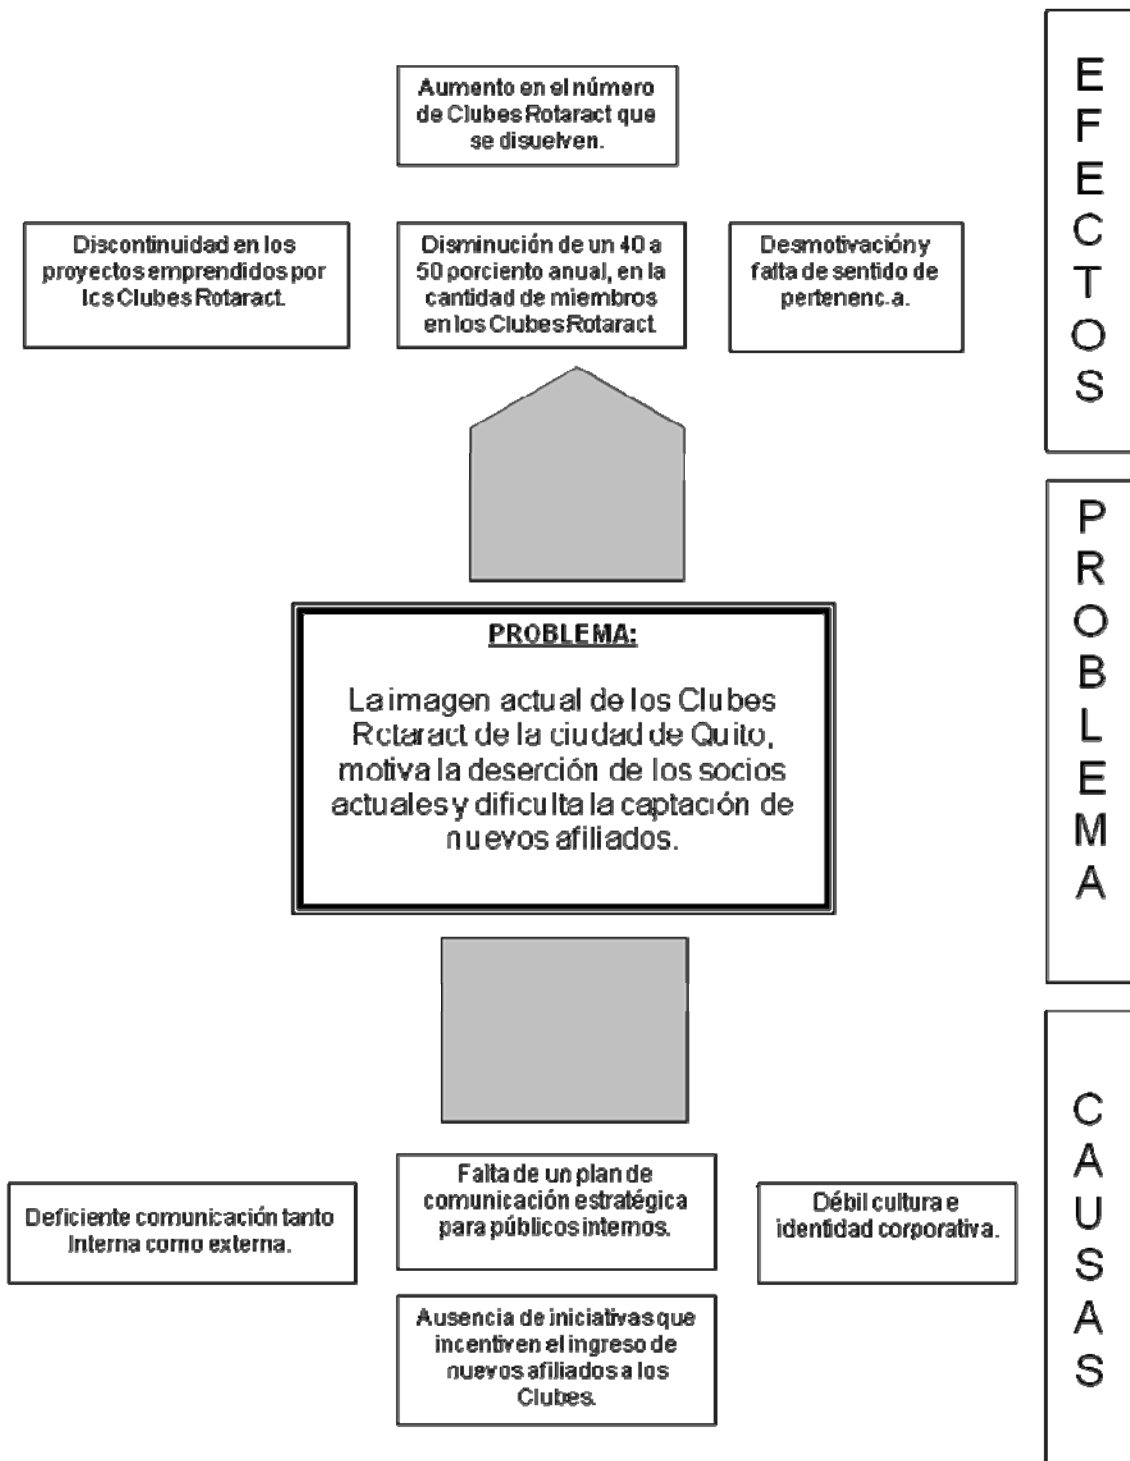 Aumento en el número
de Clubes Rotaract que
se disuelven.
Discontinuidad en los
proyectos emprendidos por
los Clubes Rotaract.
Disminución de un 40 a
50 porciento anual, en la
cantidad de miembros
en los Clubes Rotaract.
Desmotivación y
falta de sentido de
pertenencia.
EFECTOS
PROBLEMA:
La imagen actual de los Clubes
Rotaract de la ciudad de Quito,
motiva la deserción de los socios
actuales y dificulta la captación de
nuevos afiliados.
PROBLEMA
Deficiente comunicación tanto
Interna como externa.
Falta de un plan de
comunicación estratégica
para públicos internos.
Débil cultura e
identidad corporativa.
Ausencia de iniciativas que
incentiven el ingreso de
nuevos afiliados a los
Clubes.
CAUSAS